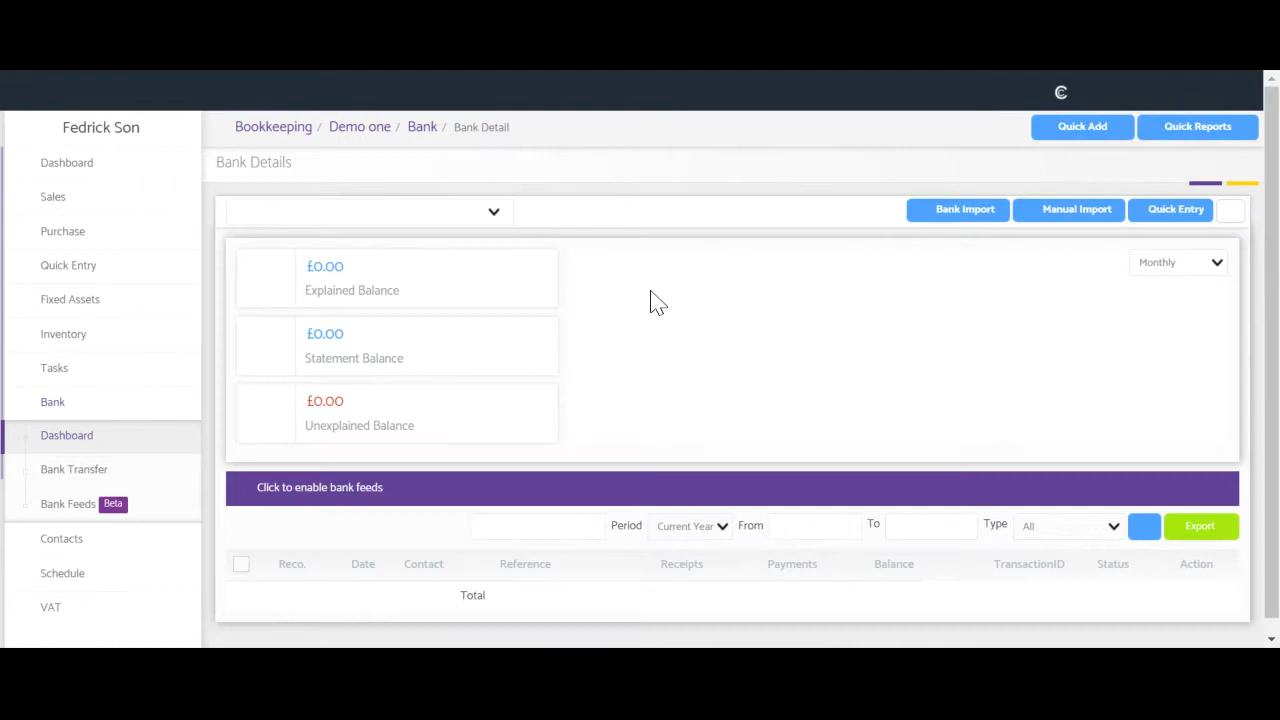 Fedrick Son
Bookkeeping / Demo one / Bank / Bank Detail
Quick Add
Quick Reports
Bank Details
Dashboard
Sales
Purchase
Quick Entry
Fixed Assets
Inventory
Tasks
Bank
Dashboard
Bank Transfer
Bank Feeds Beta
Contacts
Schedule
VAT
Bank Import
Manual Import
Quick Entry
£0.00
Explained Balance
Monthly
£0.00
Statement Balance
£0.00
Unexplained Balance
Click to enable bank feeds
Period Current Year From To Type All Export
Reco. Date Contact Reference Receipts Payments Balance TransactionID Status Action
Total